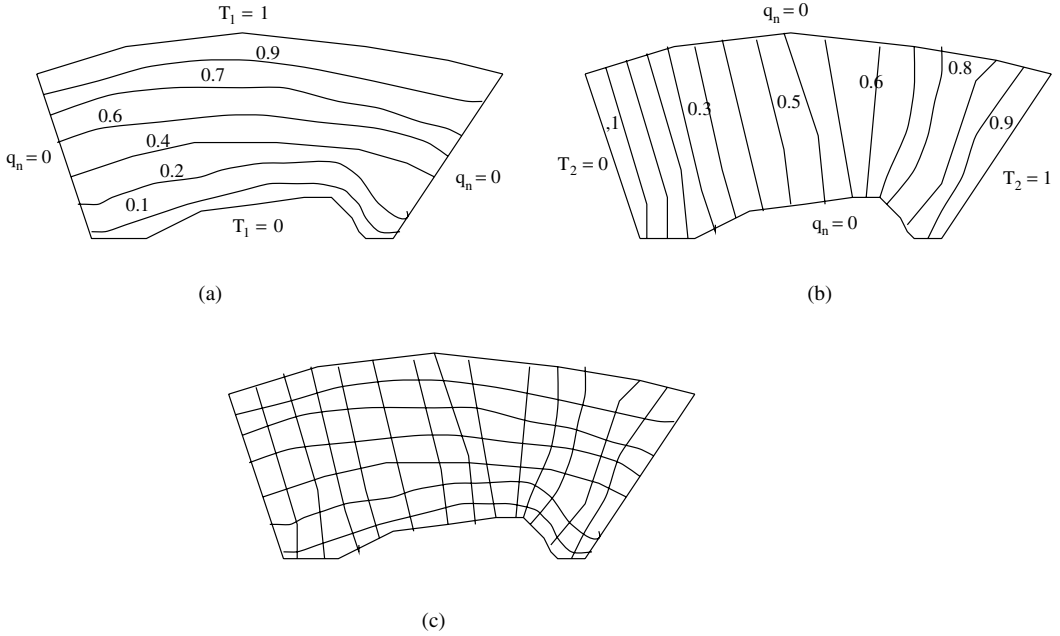 T₁ = 1
0.9
0.7
0.6
0.4
0.2
0.1
qₙ = 0
qₙ = 0
T₁ = 0
(a)
qₙ = 0
,1
0.3
0.5
0.6
0.8
0.9
T₂ = 0
T₂ = 1
qₙ = 0
(b)
(c)